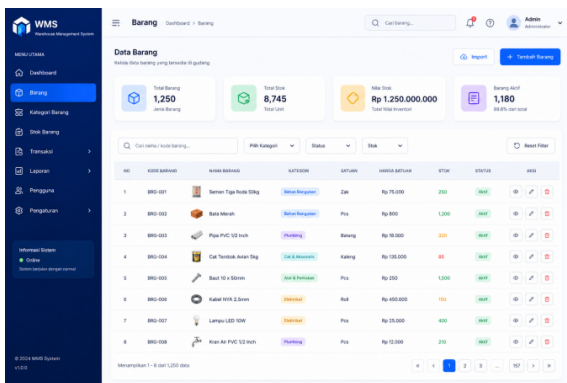 WMS
Warehouse Management System
MENU UTAMA
Dashboard
Barang
Kategori Barang
Stok Barang
Transaksi
Laporan
Pengguna
Pengaturan
Informasi Sistem
Online
Sistem berjalan dengan normal
© 2024 WMS System
v1.0.0
Barang Dashboard > Barang
Cari barang...
Admin
Administrator
Data Barang
Kelola data barang yang tersedia di gudang
Import
+ Tambah Barang
Total Barang
1,250
Jenis Barang
Total Stok
8,745
Total Unit
Nilai Stok
Rp 1.250.000.000
Total Nilai Inventori
Barang Aktif
1,180
dari total
Cari nama / kode barang...
Pilih Kategori
Status
Stok
Reset Filter
NO KODE BARANG NAMA BARANG KATEGORI SATUAN HARGA SATUAN STOK STATUS AKSI
1 BRG-001 Semen Tiga Roda 50kg Bahan Bangunan Zak Rp 75.000 250 Aktif
2 BRG-002 Bata Merah Bahan Bangunan Pcs Rp 800 1,200 Aktif
3 BRG-003 Pipa PVC 1/2 Inch Plumbing Batang Rp 18.000 320 Aktif
4 BRG-004 Cat Tembok Avian 5kg Cat & Aksesoris Kaleng Rp 135.000 85 Aktif
5 BRG-005 Baut 10 x 50mm Alat & Perkakas Pcs Rp 250 Aktif
6 BRG-006 Kabel NYA 2.5mm Elektrikal Roll Rp 450.000 Aktif
7 BRG-007 Lampu LED 10W Elektrikal Pcs Rp 25.000 400 Aktif
8 BRG-008 Kran Air PVC 1/2 Inch Plumbing Pcs Rp 12.000 210 Aktif
Menampilkan 1 - 8 dari 1,250 data
« < 1 2 3 ... 157 > »